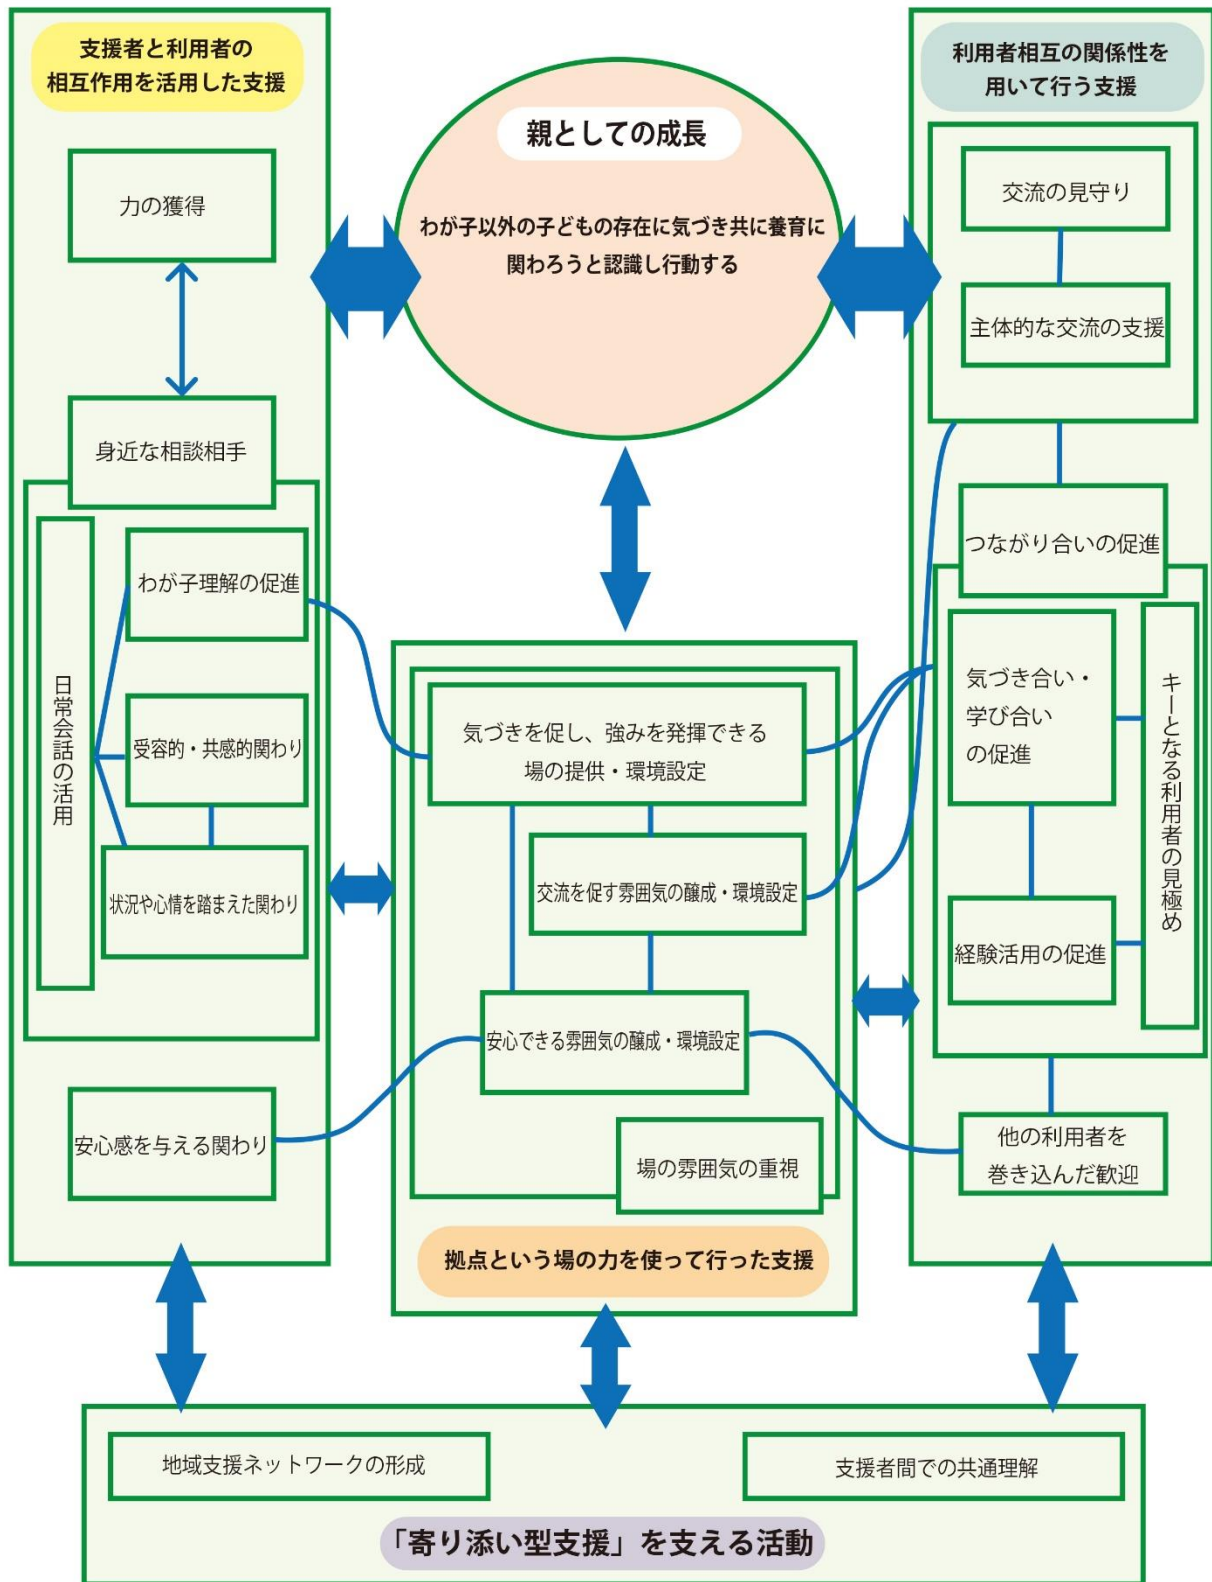 支援者と利用者の
相互作用を活用した支援
力の獲得
身近な相談相手
日常会話の活用
わが子理解の促進
受容的・共感的関わり
状況や心情を踏まえた関わり
安心感を与える関わり
親としての成長
わが子以外の子どもの存在に気づき共に養育に
関わろうと認識し行動する
気づきを促し、強みを発揮できる
場の提供・環境設定
交流を促す雰囲気の醸成・環境設定
安心できる雰囲気の醸成・環境設定
場の雰囲気の重視
拠点という場の力を使って行った支援
利用者相互の関係性を
用いて行う支援
交流の見守り
主体的な交流の支援
つながり合いの促進
気づき合い・
学び合い
の促進
キーとなる利用者の見極め
経験活用の促進
他の利用者を
巻き込んだ歓迎
地域支援ネットワークの形成
支援者間での共通理解
「寄り添い型支援」を支える活動